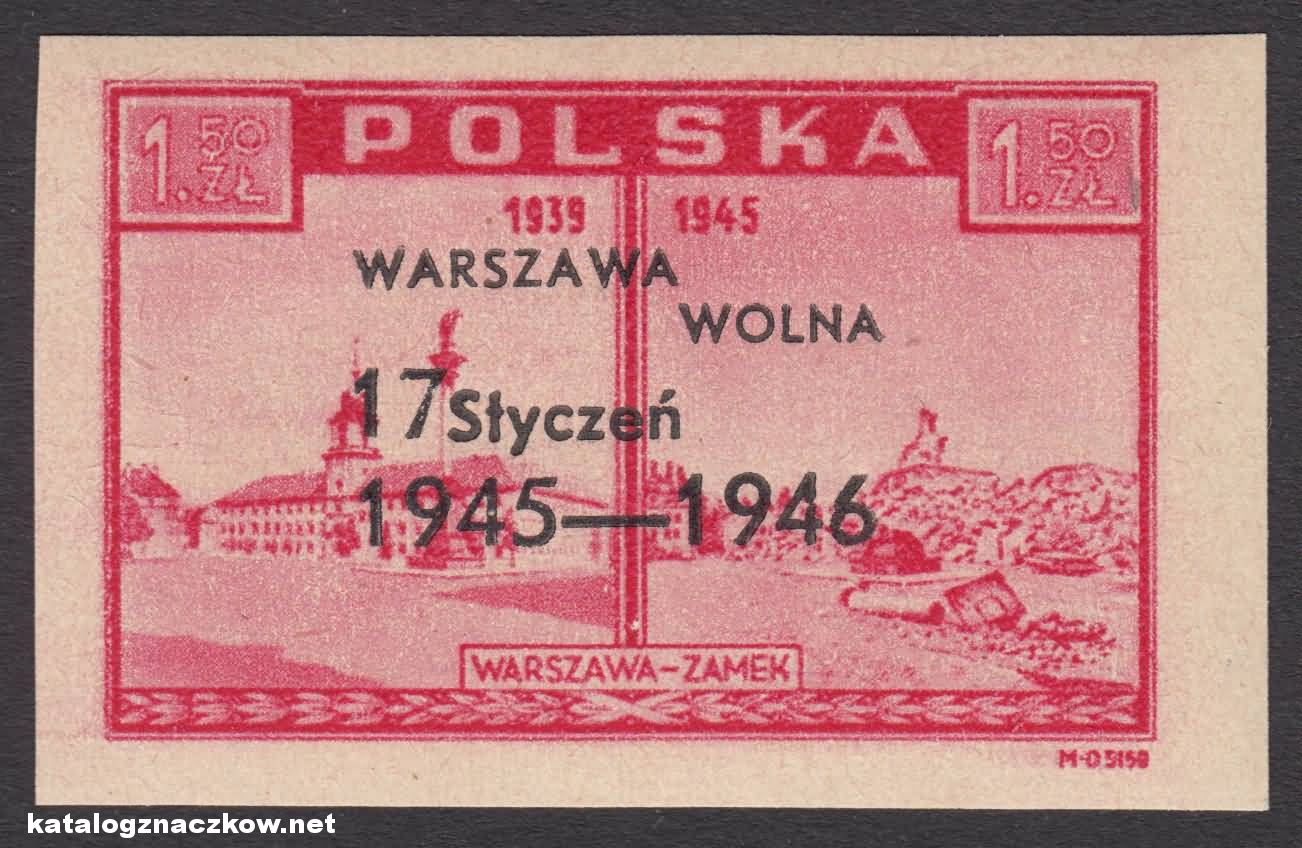 1.50 ZŁ
POLSKA
1.50 ZŁ
1939 1945
WARSZAWA
WOLNA
17 Styczeń
1945—1946
WARSZAWA-ZAMEK
katalogznaczkow.net